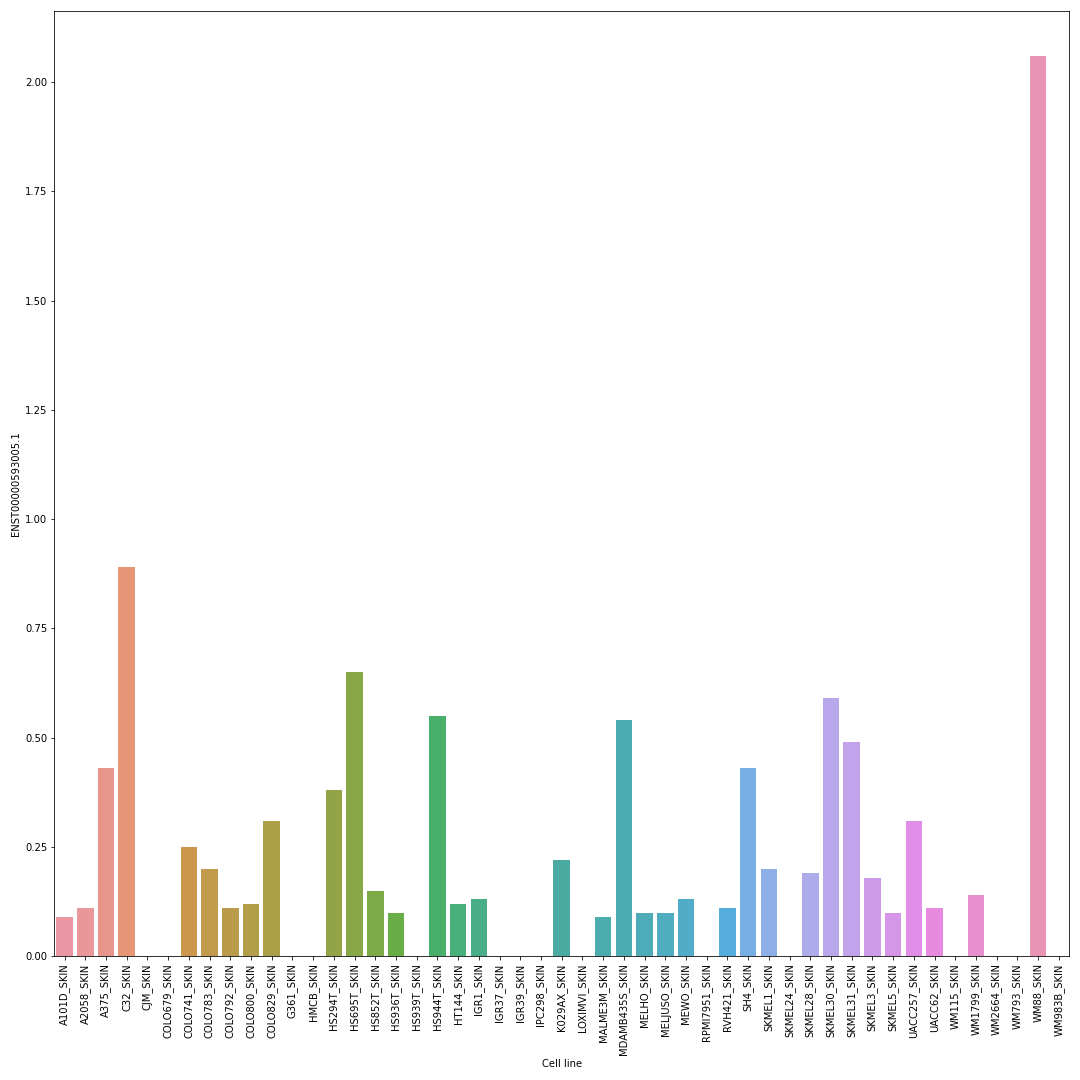 2.00
1.75
1.50
1.25
1.00
0.75
0.50
0.25
0.00
ENST00000593005.1
A101D_SKIN
A2058_SKIN
A375_SKIN
C32_SKIN
CJM_SKIN
COLO679_SKIN
COLO741_SKIN
COLO783_SKIN
COLO792_SKIN
COLO800_SKIN
COLO829_SKIN
G361_SKIN
HMCB_SKIN
HS294T_SKIN
HS695T_SKIN
HS852T_SKIN
HS936T_SKIN
HS939T_SKIN
HS944T_SKIN
HT144_SKIN
IGR1_SKIN
IGR37_SKIN
IGR39_SKIN
IPC298_SKIN
K029AX_SKIN
LOXIMVI_SKIN
MALME3M_SKIN
MDAMB435S_SKIN
MELHO_SKIN
MELJUSO_SKIN
MEWO_SKIN
RPMI7951_SKIN
RVH421_SKIN
SH4_SKIN
SKMEL1_SKIN
SKMEL24_SKIN
SKMEL28_SKIN
SKMEL30_SKIN
SKMEL31_SKIN
SKMEL3_SKIN
SKMEL5_SKIN
UACC257_SKIN
UACC62_SKIN
WM115_SKIN
WM1799_SKIN
WM2664_SKIN
WM793_SKIN
WM88_SKIN
WM983B_SKIN
Cell line